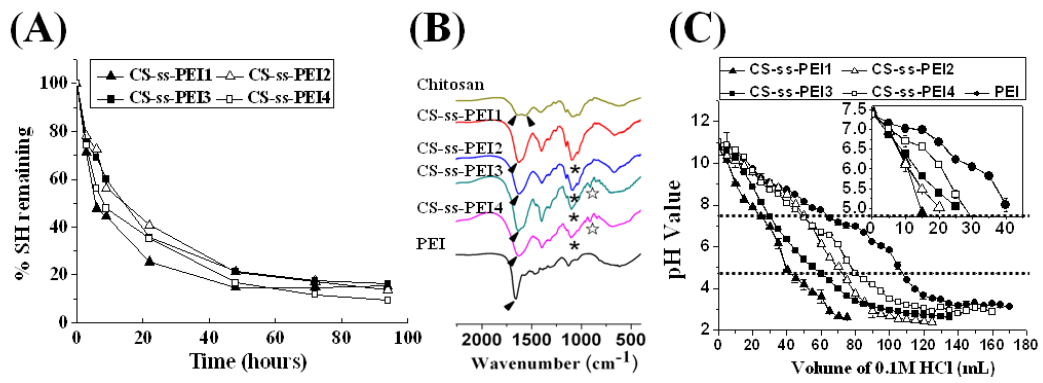 (A)
100
80
60
40
20
0
% SH remaining
CS-ss-PEI1
CS-ss-PEI2
CS-ss-PEI3
CS-ss-PEI4
0 20 40 60 80 100
Time (hours)
(B)
Chitosan
CS-ss-PEI1
CS-ss-PEI2
CS-ss-PEI3
CS-ss-PEI4
PEI
2000 1500 1000 500
Wavenumber (cm⁻¹)
(C)
CS-ss-PEI1
CS-ss-PEI2
CS-ss-PEI3
CS-ss-PEI4
PEI
12
10
8
6
4
2
pH Value
7.5
7.0
6.5
6.0
5.5
5.0
0 10 20 30 40
0 20 40 60 80 100 120 140 160 180
Volume of 0.1M HCl (mL)